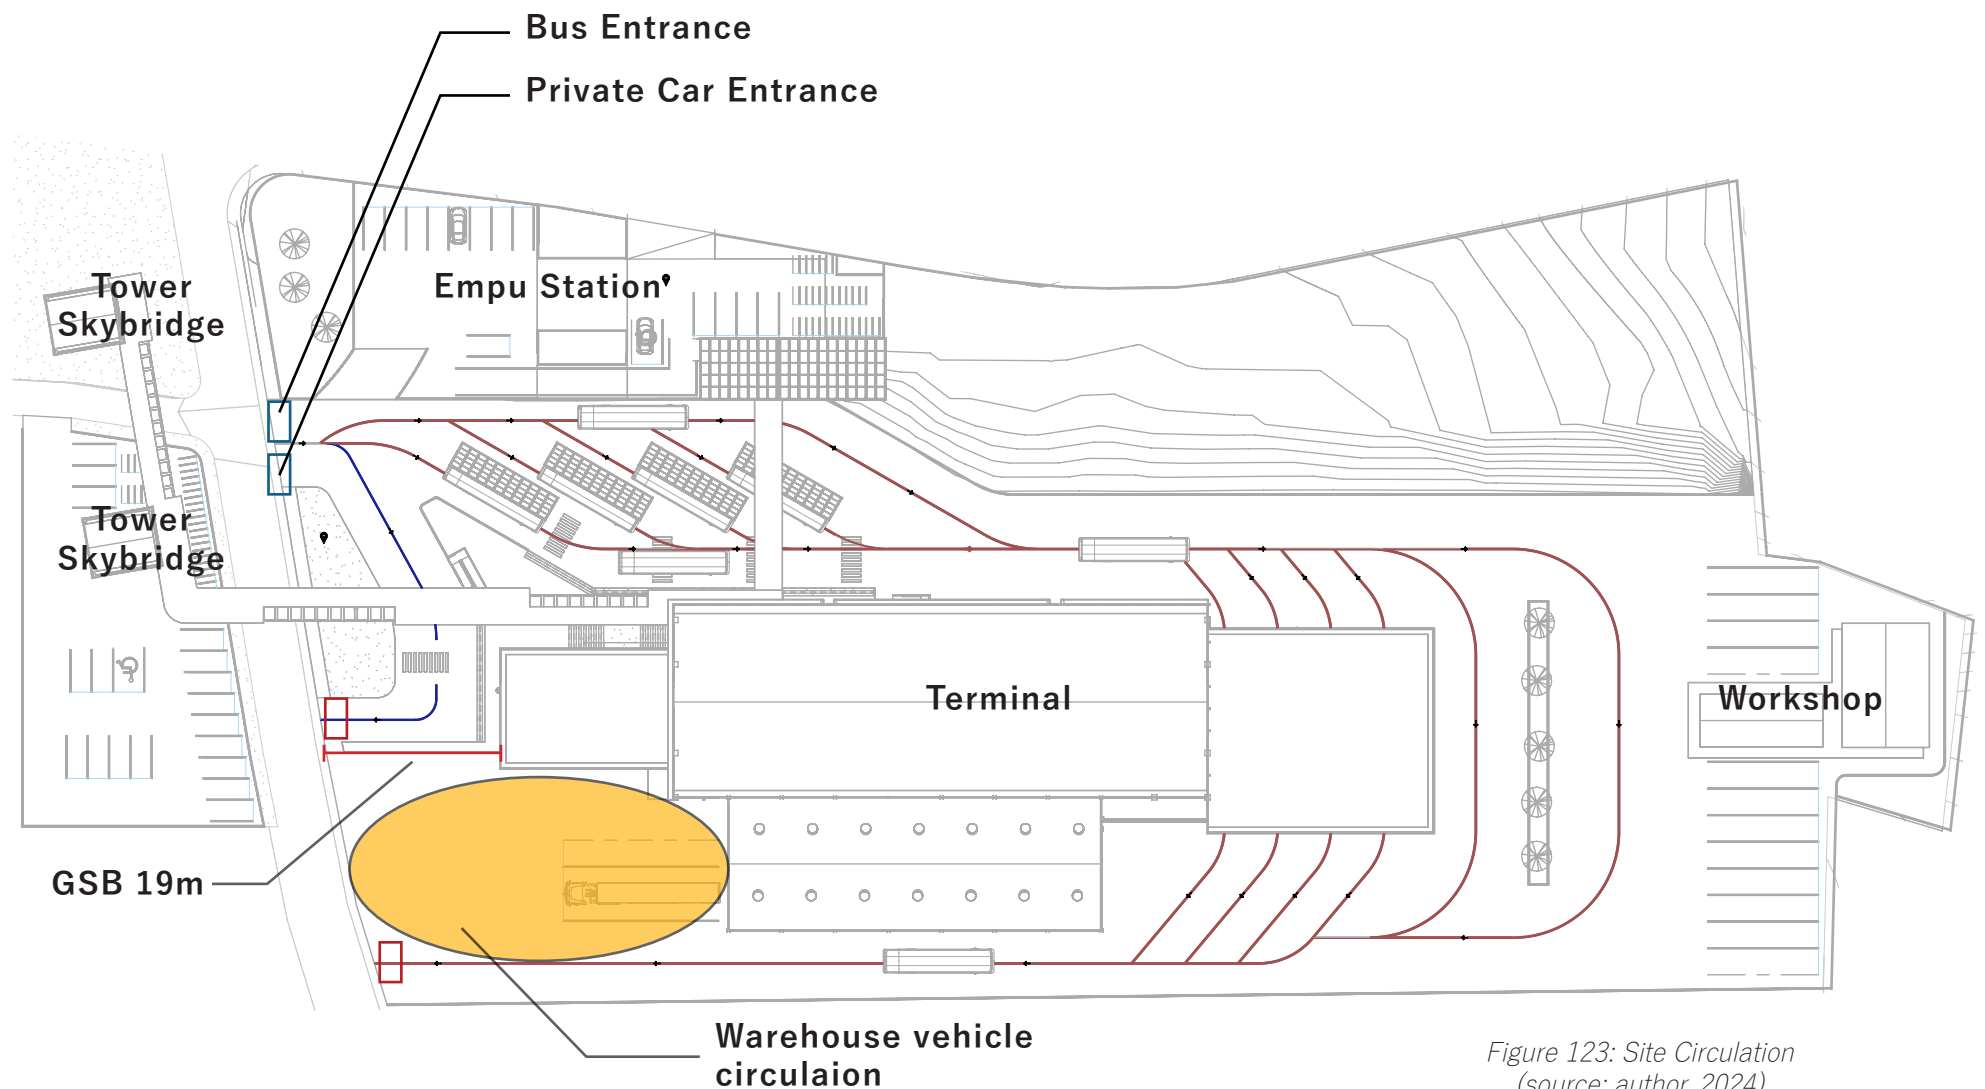 Bus Entrance
Private Car Entrance
Tower
Skybridge
Empu Station
Tower
Skybridge
Terminal
Workshop
GSB 19m
Warehouse vehicle
circulaion
Figure 123: Site Circulation
(source: author, 2024)